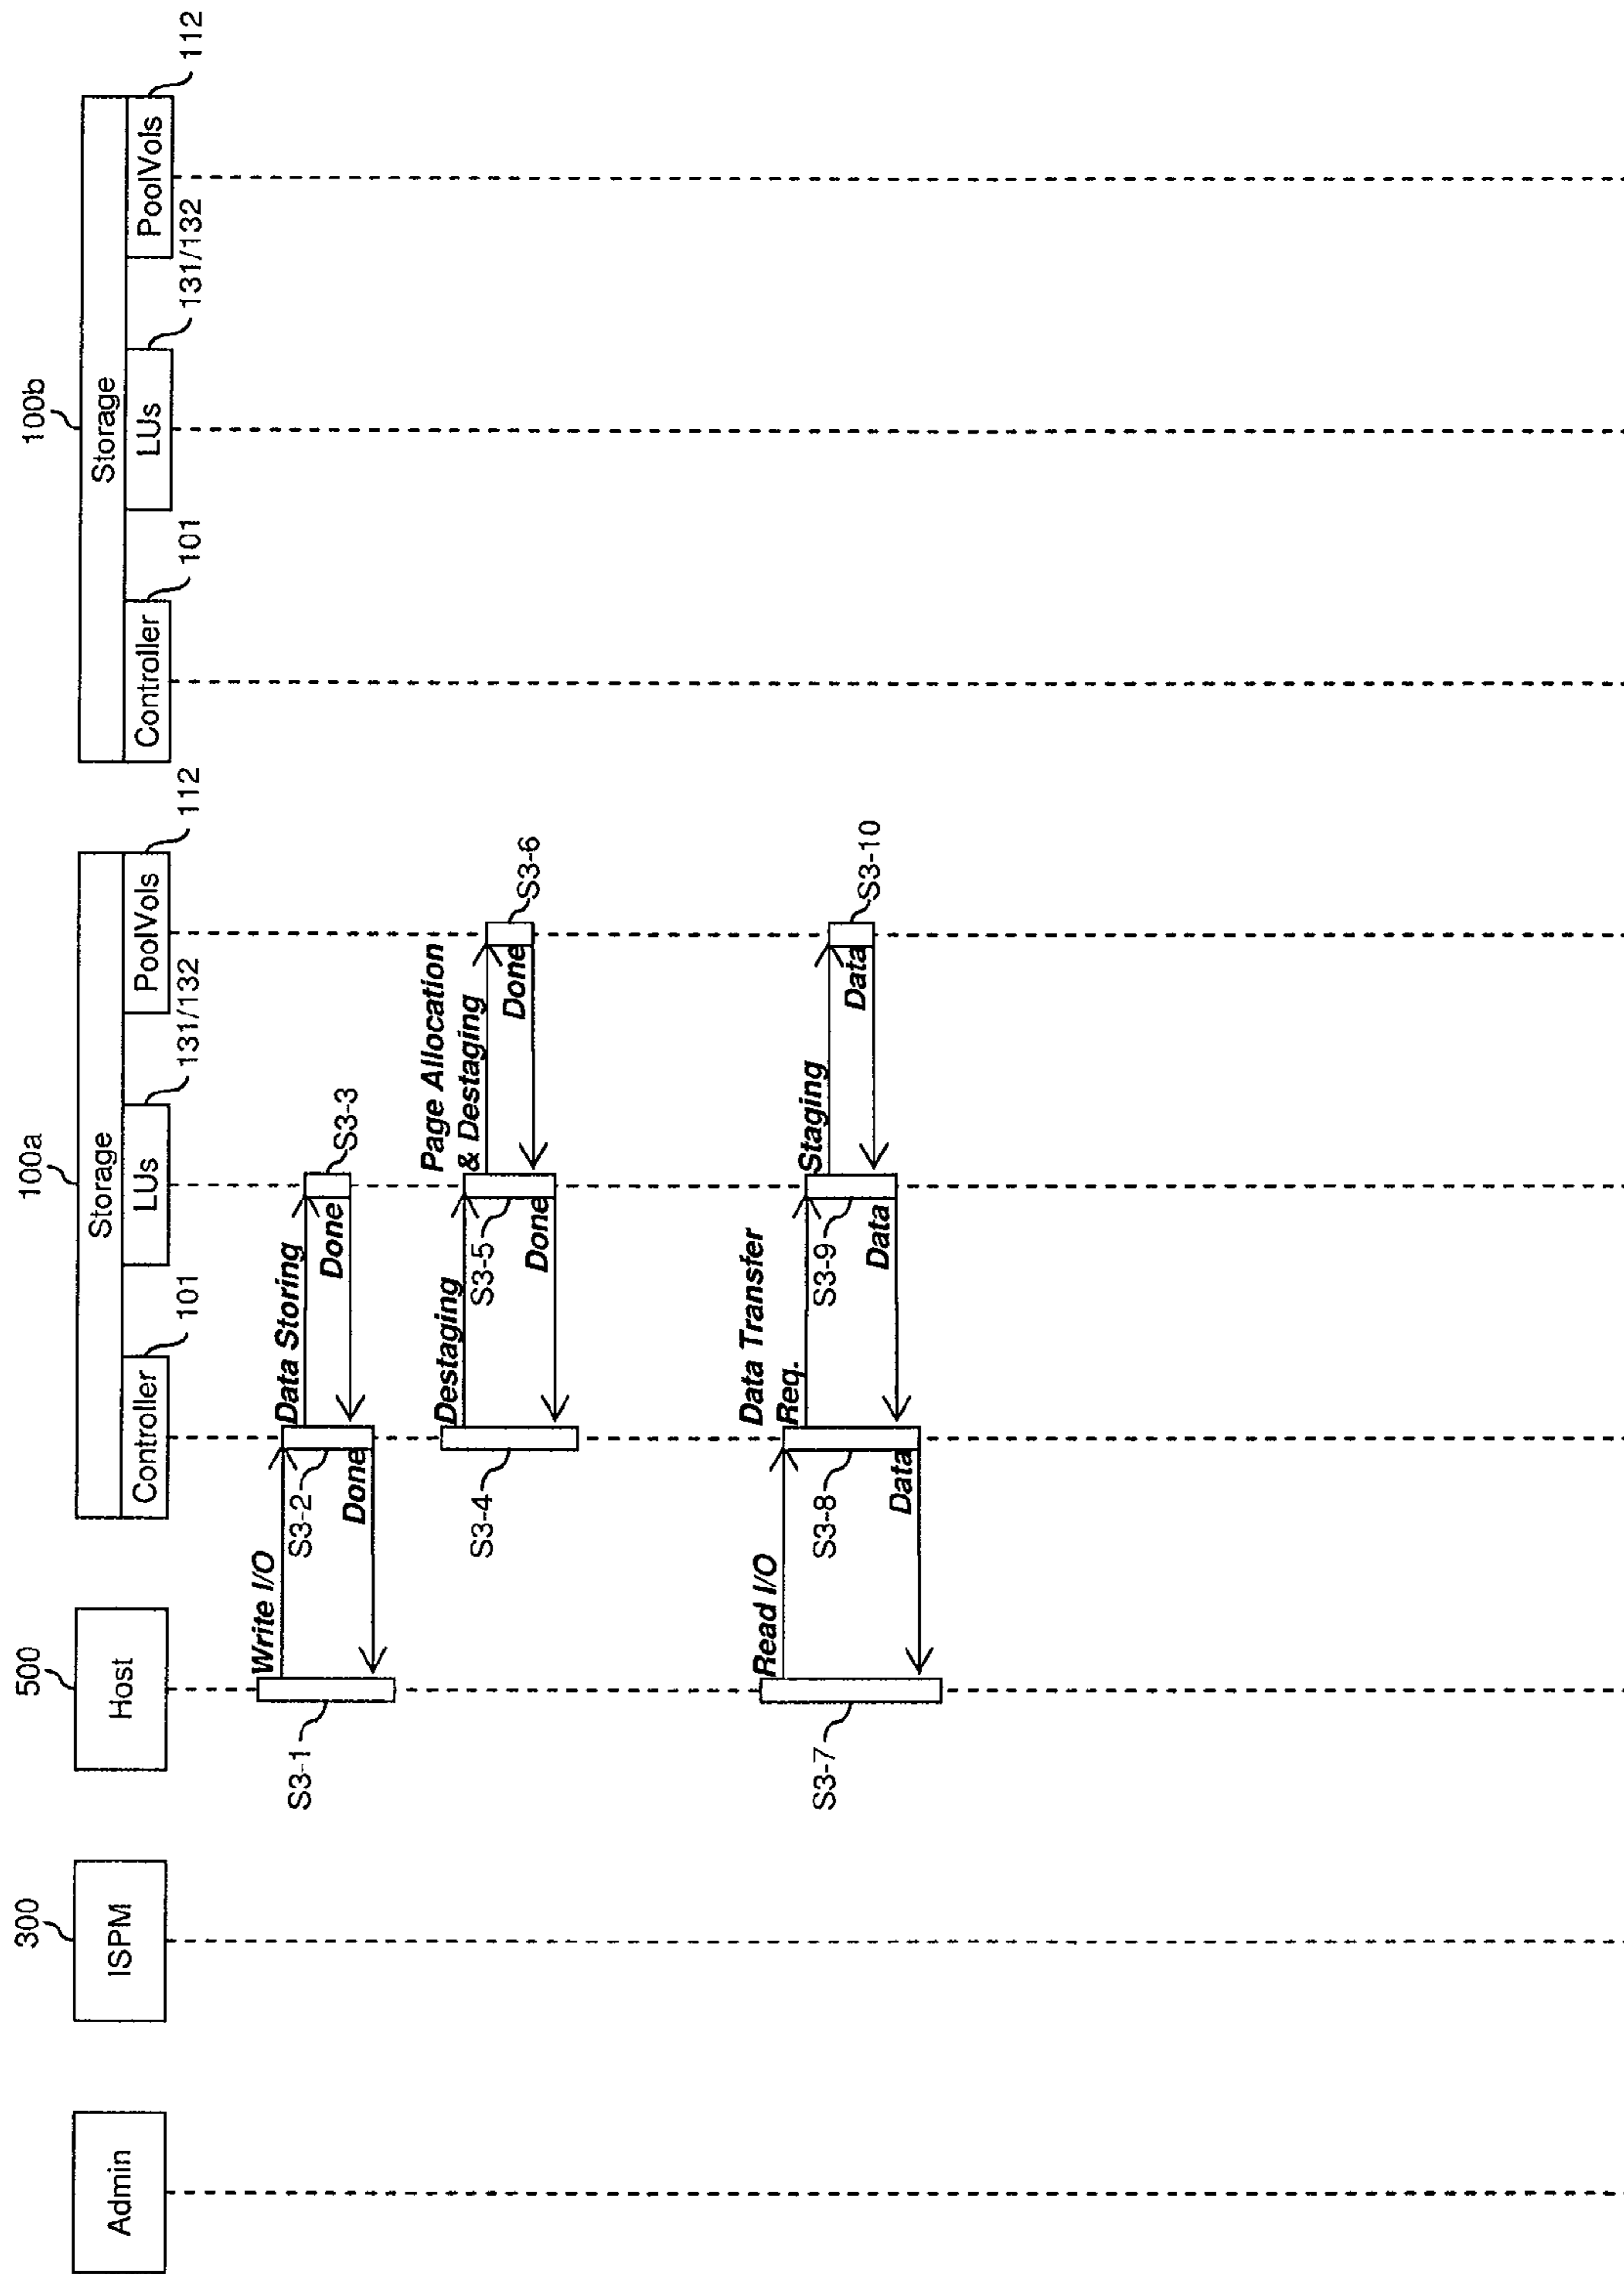 300
500
100a
100b
Admin
ISPM
Host
Storage
Storage
Controller
LUs
PoolVols
Controller
LUs
PoolVols
101
131/132
112
101
131/132
112
S3-1
Write I/O
S3-2
Done
Data Storing
Done
S3-3
S3-4
Destaging
S3-5
Done
Page Allocation
& Destaging
Done
S3-6
S3-7
Read I/O
S3-8
Data
Data Transfer
Req.
S3-9
Data
Staging
Data
S3-10